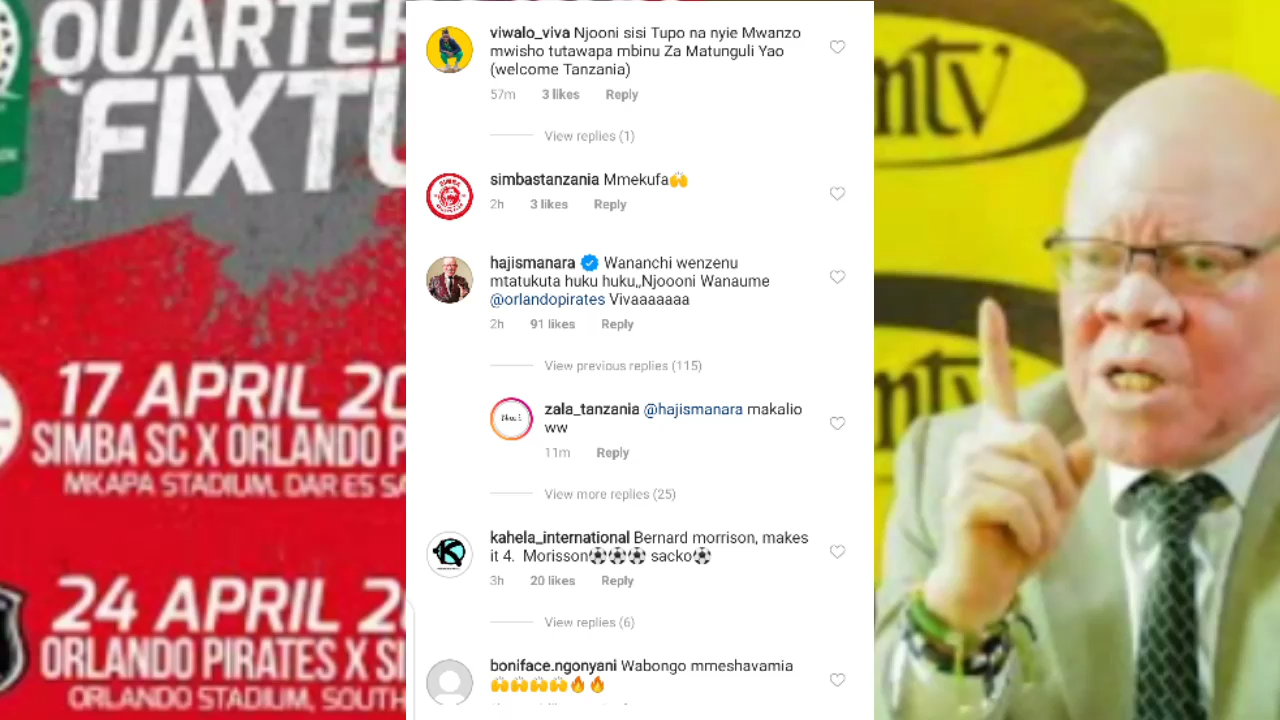 QUARTER
FIXTU
17 APRIL 20
SIMBA SC X ORLANDO P
MKAPA STADIUM, DAR ES SA
24 APRIL 2
ORLANDO PIRATES X SI
ORLANDO STADIUM, SOUTH
viwalo_viva Njooni sisi Tupo na nyie Mwanzo
mwisho tutawapa mbinu Za Matunguli Yao
(welcome Tanzania)
57m 3 likes Reply
View replies (1)
simbastanzania Mmekufa🙌
2h 3 likes Reply
hajismanara Wananchi wenzenu
mtatukuta huku huku,,Njoooni Wanaume
@orlandopirates Vivaaaaaaa
2h 91 likes Reply
View previous replies (115)
zala_tanzania @hajismanara makalio
ww
11m Reply
View more replies (25)
kahela_international Bernard morrison, makes
it 4. Morisson⚽⚽⚽ sacko⚽
3h 20 likes Reply
View replies (6)
boniface.ngonyani Wabongo mmeshavamia
🙌🙌🙌🙌🔥🔥
mtv
mtv